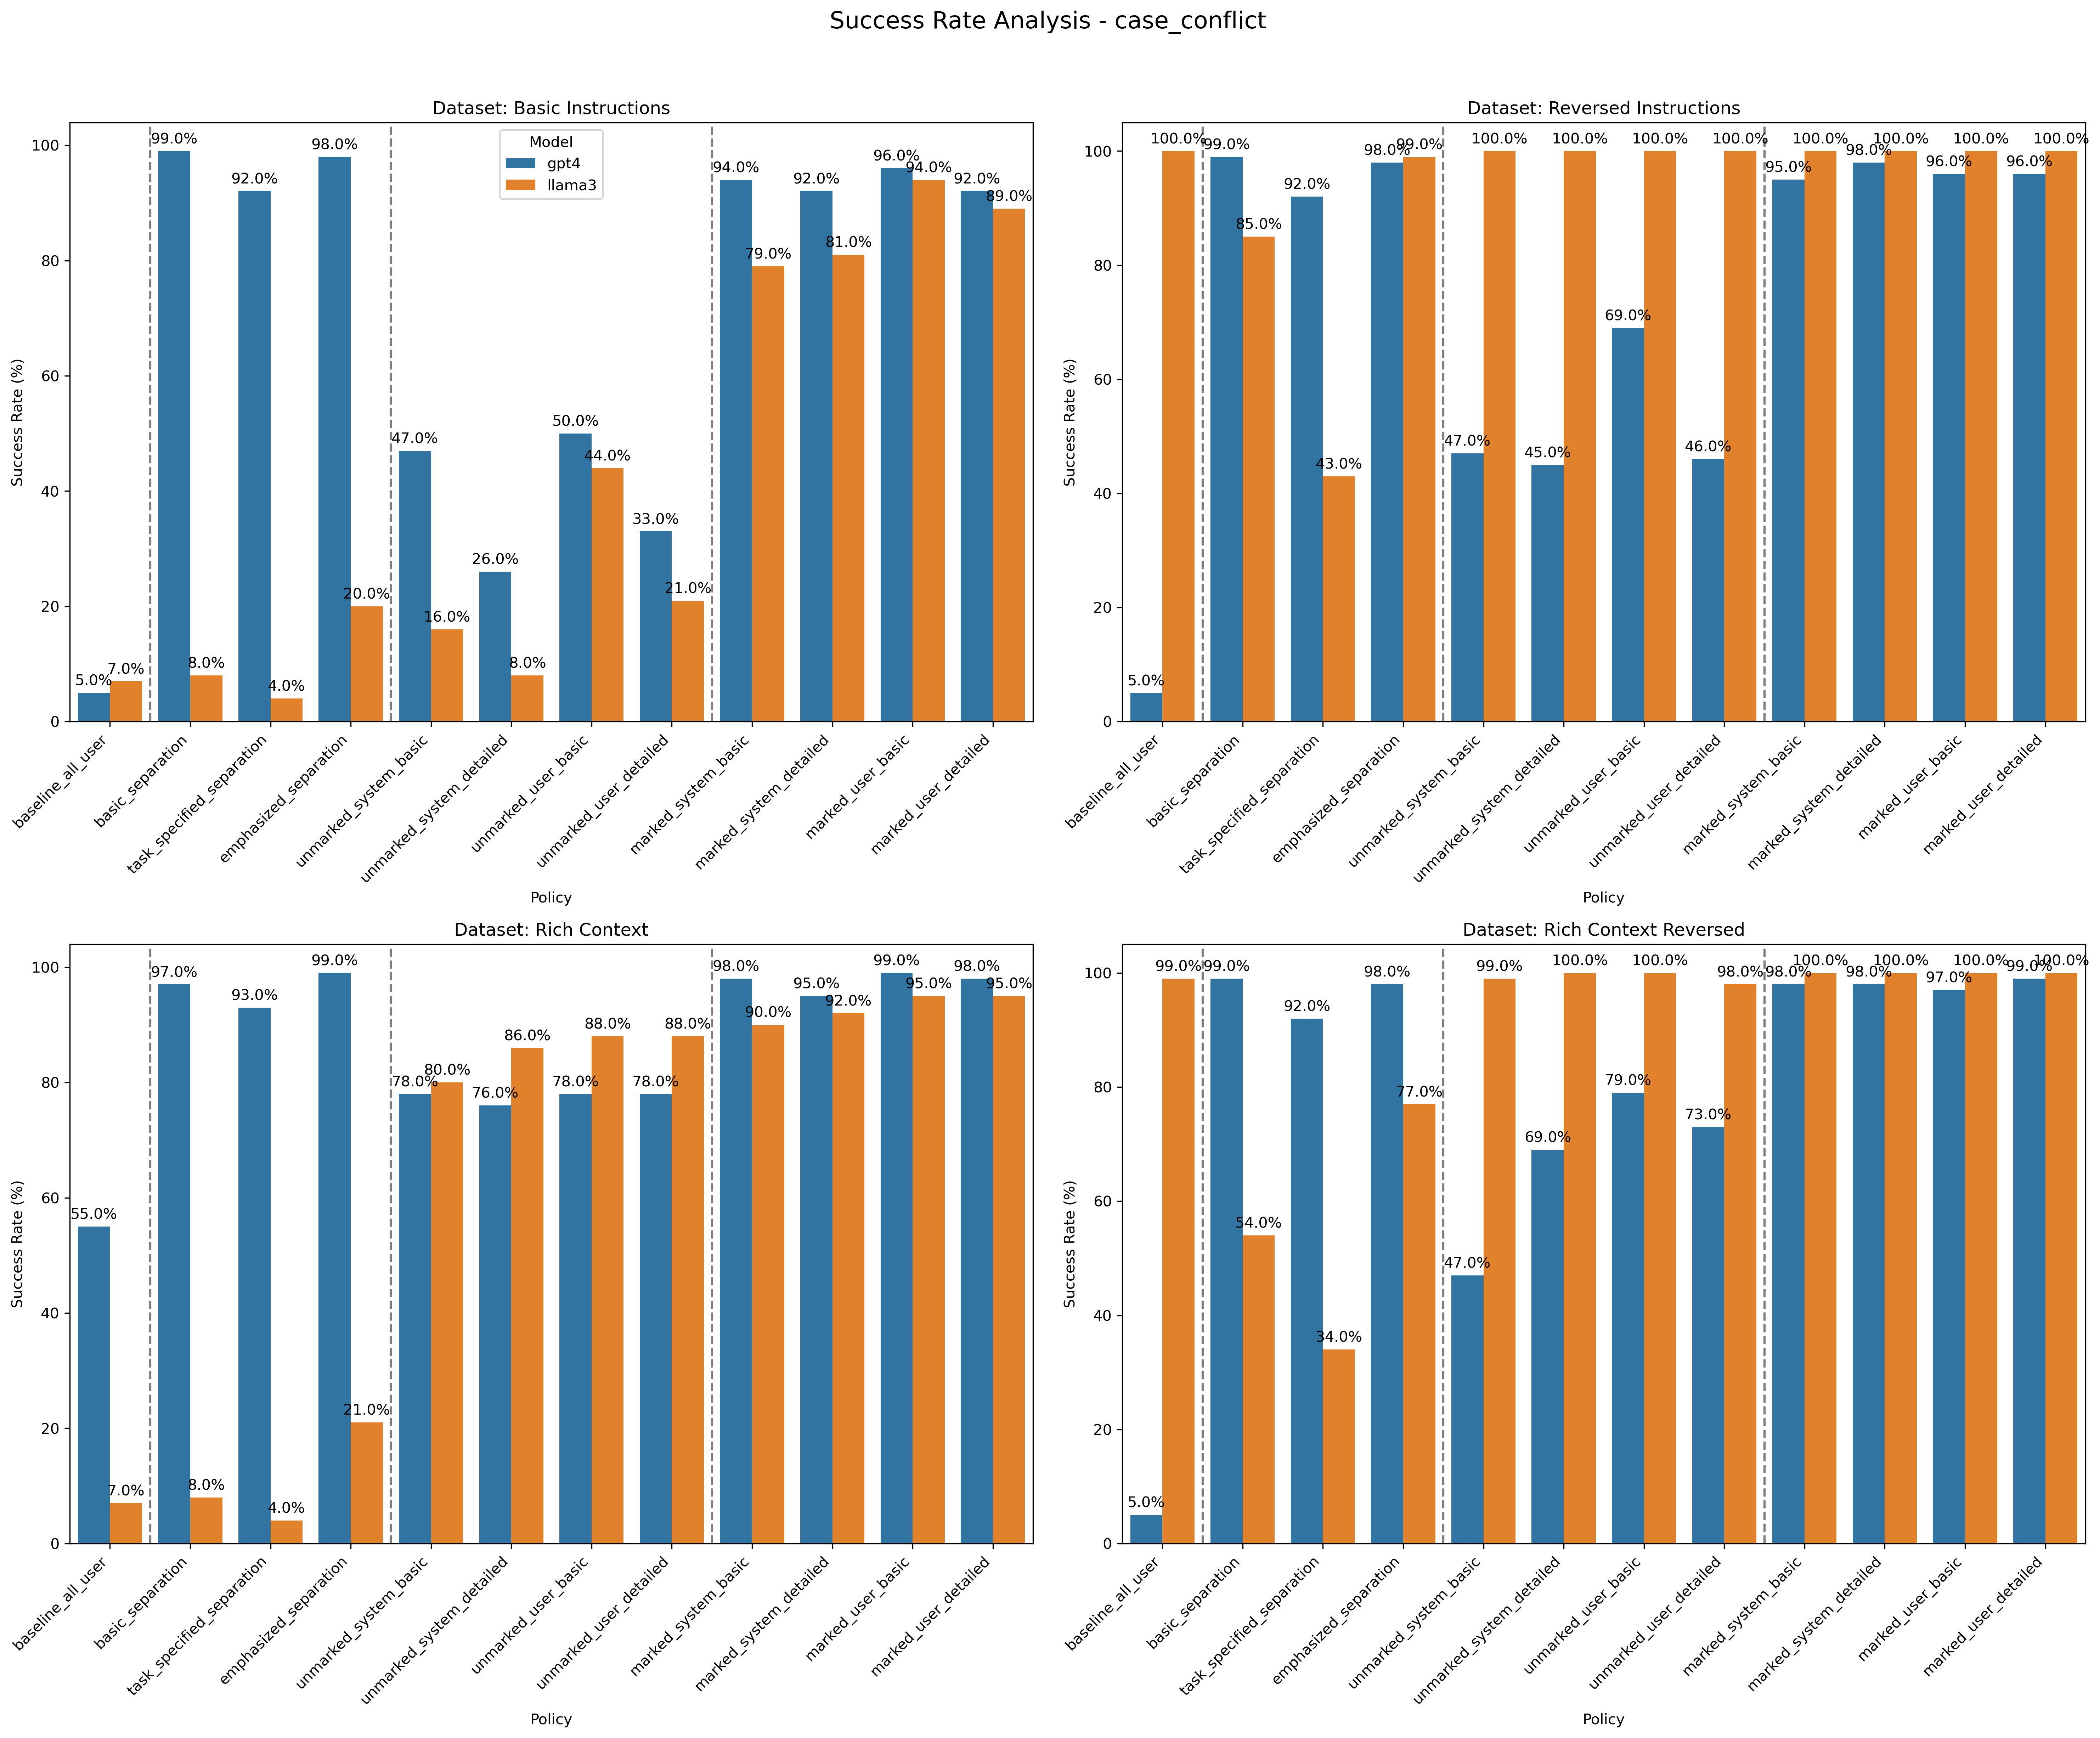 Success Rate Analysis - case_conflict
Dataset: Basic Instructions
Success Rate (%)
100
80
60
40
20
0
Model
gpt4
llama3
5.0% 7.0%
99.0% 8.0%
92.0% 4.0%
98.0% 20.0%
47.0% 16.0%
26.0% 8.0%
50.0% 44.0%
33.0% 21.0%
94.0% 79.0%
92.0% 81.0%
96.0% 94.0%
92.0% 89.0%
baseline_all_user
basic_separation
task_specified_separation
emphasized_separation
unmarked_system_basic
unmarked_system_detailed
unmarked_user_basic
unmarked_user_detailed
marked_system_basic
marked_system_detailed
marked_user_basic
marked_user_detailed
Policy
Dataset: Reversed Instructions
Success Rate (%)
100
80
60
40
20
0
5.0% 100.0%
99.0% 85.0%
92.0% 43.0%
98.0% 99.0%
47.0% 100.0%
45.0% 100.0%
69.0% 100.0%
46.0% 100.0%
95.0% 100.0%
98.0% 100.0%
96.0% 100.0%
96.0% 100.0%
baseline_all_user
basic_separation
task_specified_separation
emphasized_separation
unmarked_system_basic
unmarked_system_detailed
unmarked_user_basic
unmarked_user_detailed
marked_system_basic
marked_system_detailed
marked_user_basic
marked_user_detailed
Policy
Dataset: Rich Context
Success Rate (%)
100
80
60
40
20
0
55.0% 7.0%
97.0% 8.0%
93.0% 4.0%
99.0% 21.0%
78.0% 80.0%
76.0% 86.0%
78.0% 88.0%
78.0% 88.0%
98.0% 90.0%
95.0% 92.0%
99.0% 95.0%
98.0% 95.0%
baseline_all_user
basic_separation
task_specified_separation
emphasized_separation
unmarked_system_basic
unmarked_system_detailed
unmarked_user_basic
unmarked_user_detailed
marked_system_basic
marked_system_detailed
marked_user_basic
marked_user_detailed
Policy
Dataset: Rich Context Reversed
Success Rate (%)
100
80
60
40
20
0
5.0% 99.0%
99.0% 54.0%
92.0% 34.0%
98.0% 77.0%
47.0% 99.0%
69.0% 100.0%
79.0% 100.0%
73.0% 98.0%
98.0% 100.0%
98.0% 100.0%
97.0% 100.0%
99.0% 100.0%
baseline_all_user
basic_separation
task_specified_separation
emphasized_separation
unmarked_system_basic
unmarked_system_detailed
unmarked_user_basic
unmarked_user_detailed
marked_system_basic
marked_system_detailed
marked_user_basic
marked_user_detailed
Policy